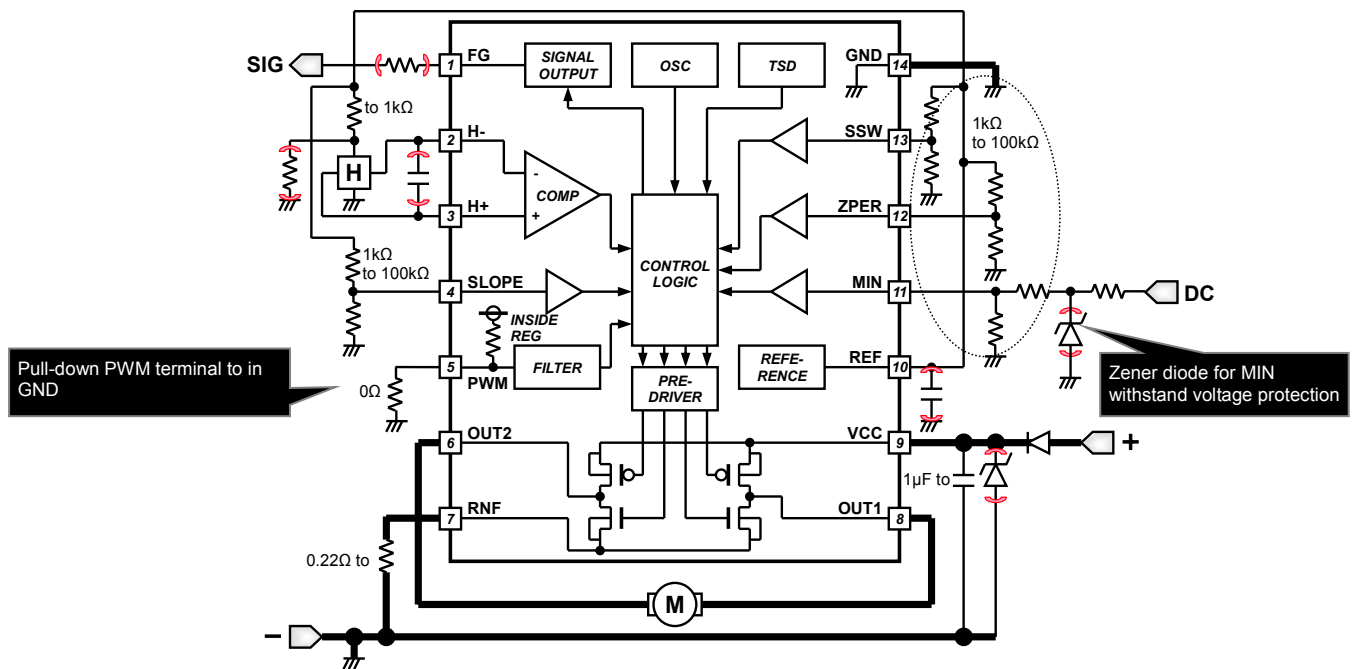 SIG
1
FG
SIGNAL
OUTPUT
OSC
TSD
GND
14
to 1kΩ
H-
2
H
3
H+
-
+
COMP
SSW
13
1kΩ
to 100kΩ
ZPER
12
CONTROL
LOGIC
1kΩ
to 100kΩ
SLOPE
4
MIN
11
DC
INSIDE
REG
Pull-down PWM terminal to in
GND
0Ω
5
PWM
FILTER
REFE-
RENCE
REF
10
Zener diode for MIN
withstand voltage protection
PRE-
DRIVER
6
OUT2
VCC
9
+
1µF to
7
RNF
OUT1
8
0.22Ω to
M
–